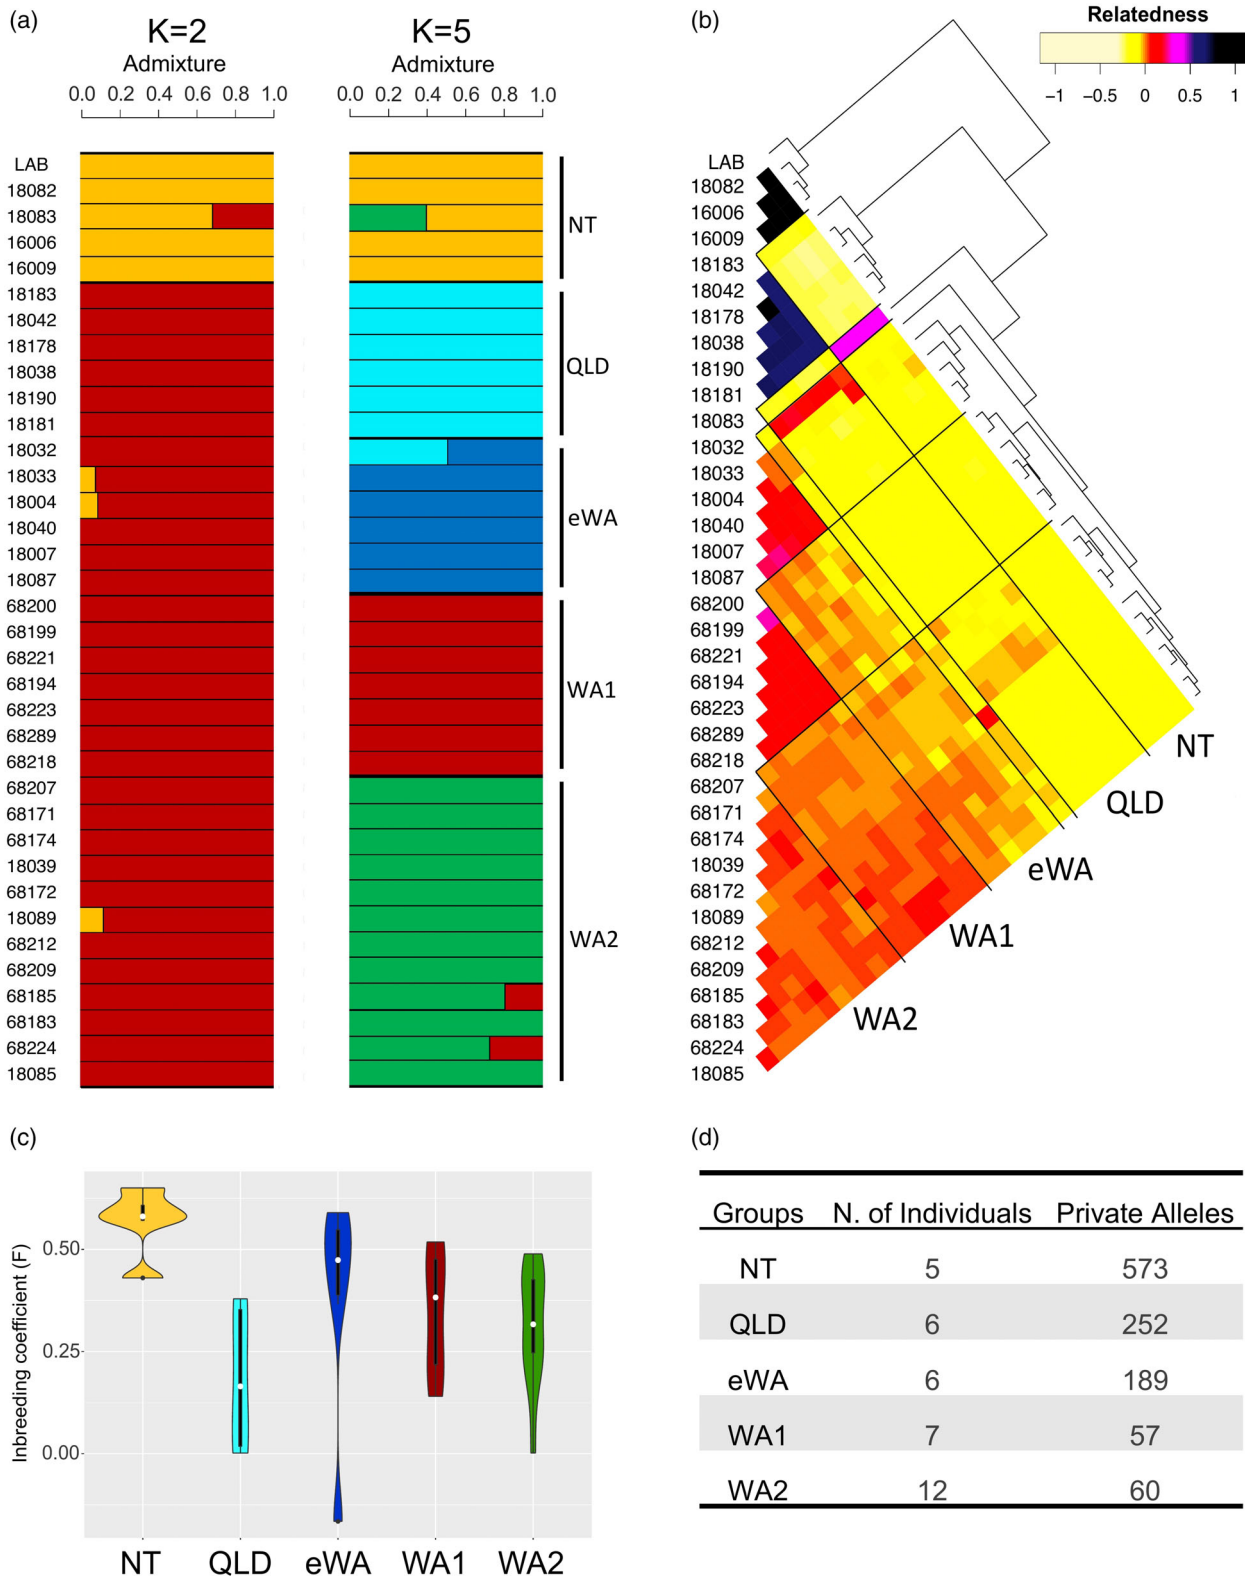 (a)
K=2
K=5
Admixture
Admixture
0.0 0.2 0.4 0.6 0.8 1.0
0.0 0.2 0.4 0.6 0.8 1.0
LAB
18082
18083
16006
16009
18183
18042
18178
18038
18190
18181
18032
18033
18004
18040
18007
18087
68200
68199
68221
68194
68223
68289
68218
68207
68171
68174
18039
68172
18089
68212
68209
68185
68183
68224
18085
NT
QLD
eWA
WA1
WA2
(b)
Relatedness
−1 −0.5 0 0.5 1
LAB
18082
16006
16009
18183
18042
18178
18038
18190
18181
18083
18032
18033
18004
18040
18007
18087
68200
68199
68221
68194
68223
68289
68218
68207
68171
68174
18039
68172
18089
68212
68209
68185
68183
68224
18085
NT
QLD
eWA
WA1
WA2
(c)
Inbreeding coefficient (F)
0.50
0.25
0.00
NT QLD eWA WA1 WA2
(d)
Groups N. of Individuals Private Alleles
NT 5 573
QLD 6 252
eWA 6 189
WA1 7 57
WA2 12 60